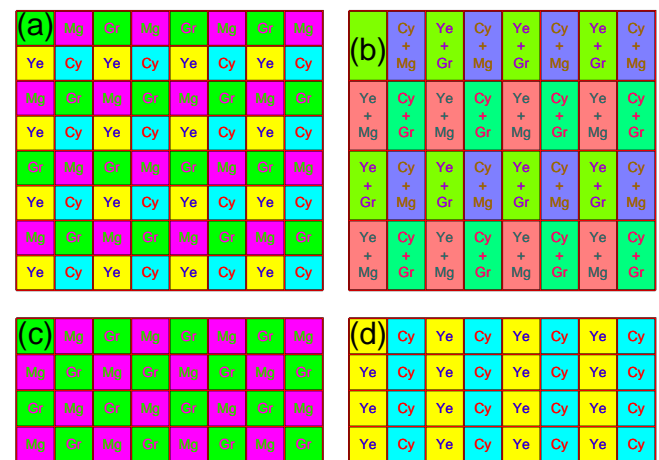 (a) Mg Gr Mg Gr Mg Gr Mg
Ye Cy Ye Cy Ye Cy Ye Cy
Mg Gr Mg Gr Mg Gr Mg Gr
Ye Cy Ye Cy Ye Cy Ye Cy
Gr Mg Gr Mg Gr Mg Gr Mg
Ye Cy Ye Cy Ye Cy Ye Cy
Mg Gr Mg Gr Mg Gr Mg Gr
Ye Cy Ye Cy Ye Cy Ye Cy
(b) Cy Ye Cy Ye Cy Ye Cy
+ + + + + + +
Mg Gr Mg Gr Mg Gr Mg
Ye Cy Ye Cy Ye Cy Ye Cy
+ + + + + + + +
Mg Gr Mg Gr Mg Gr Mg Gr
Ye Cy Ye Cy Ye Cy Ye Cy
+ + + + + + + +
Gr Mg Gr Mg Gr Mg Gr Mg
Ye Cy Ye Cy Ye Cy Ye Cy
+ + + + + + + +
Mg Gr Mg Gr Mg Gr Mg Gr
(c) Mg Gr Mg Gr Mg Gr Mg
Mg Gr Mg Gr Mg Gr Mg Gr
Gr Mg Gr Mg Gr Mg Gr Mg
Mg Gr Mg Gr Mg Gr Mg Gr
(d) Cy Ye Cy Ye Cy Ye Cy
Ye Cy Ye Cy Ye Cy Ye Cy
Ye Cy Ye Cy Ye Cy Ye Cy
Ye Cy Ye Cy Ye Cy Ye Cy